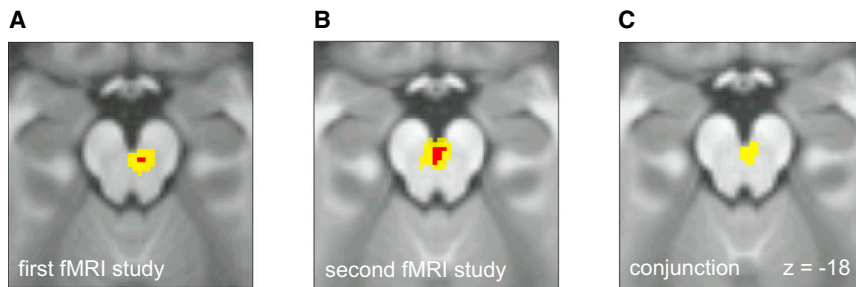 A
B
C
first fMRI study
second fMRI study
conjunction z = -18